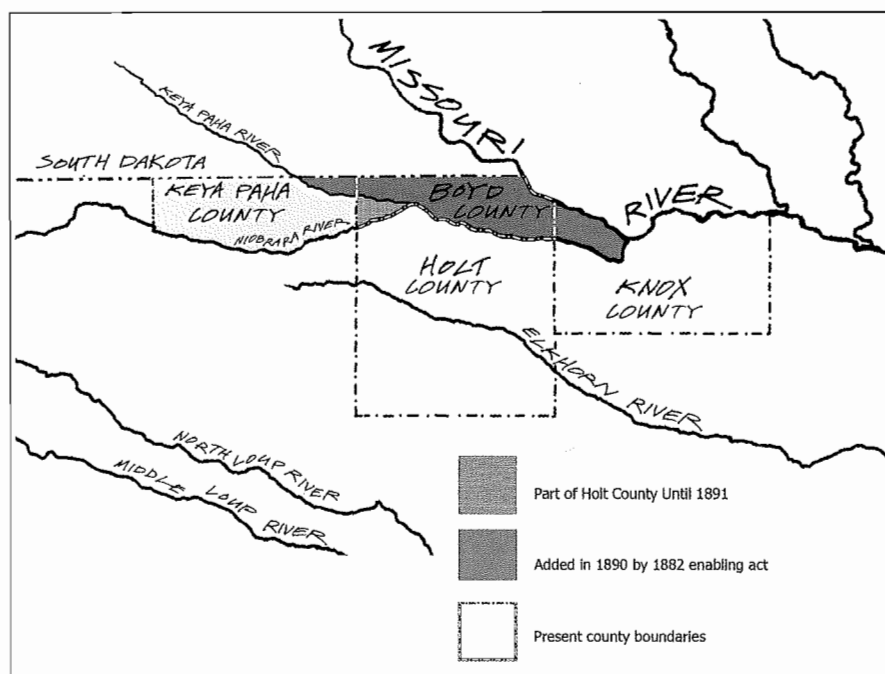 MISSOURI
RIVER
KEYA PAHA RIVER
SOUTH DAKOTA
KEYA PAHA
COUNTY
BOYD
COUNTY
NIOBRARA RIVER
HOLT
COUNTY
KNOX
COUNTY
ELKHORN RIVER
NORTH LOUP RIVER
MIDDLE LOUP RIVER
Part of Holt County Until 1891
Added in 1890 by 1882 enabling act
Present county boundaries